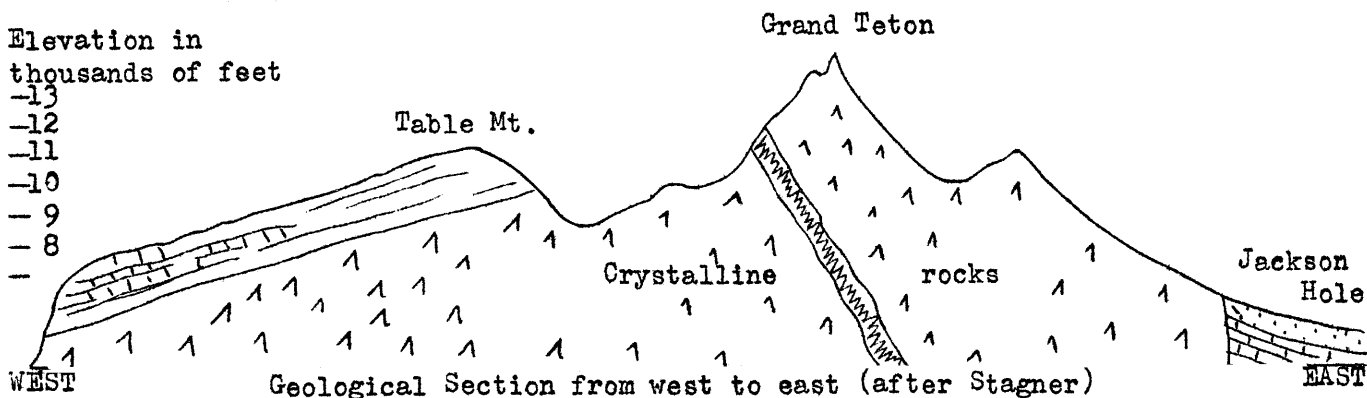 Grand Teton
Elevation in
thousands of feet
-13
-12
Table Mt.
-11
-10
- 9
- 8
-
Crystalline rocks
Jackson
Hole
WEST Geological Section from west to east (after Stagner) EAST